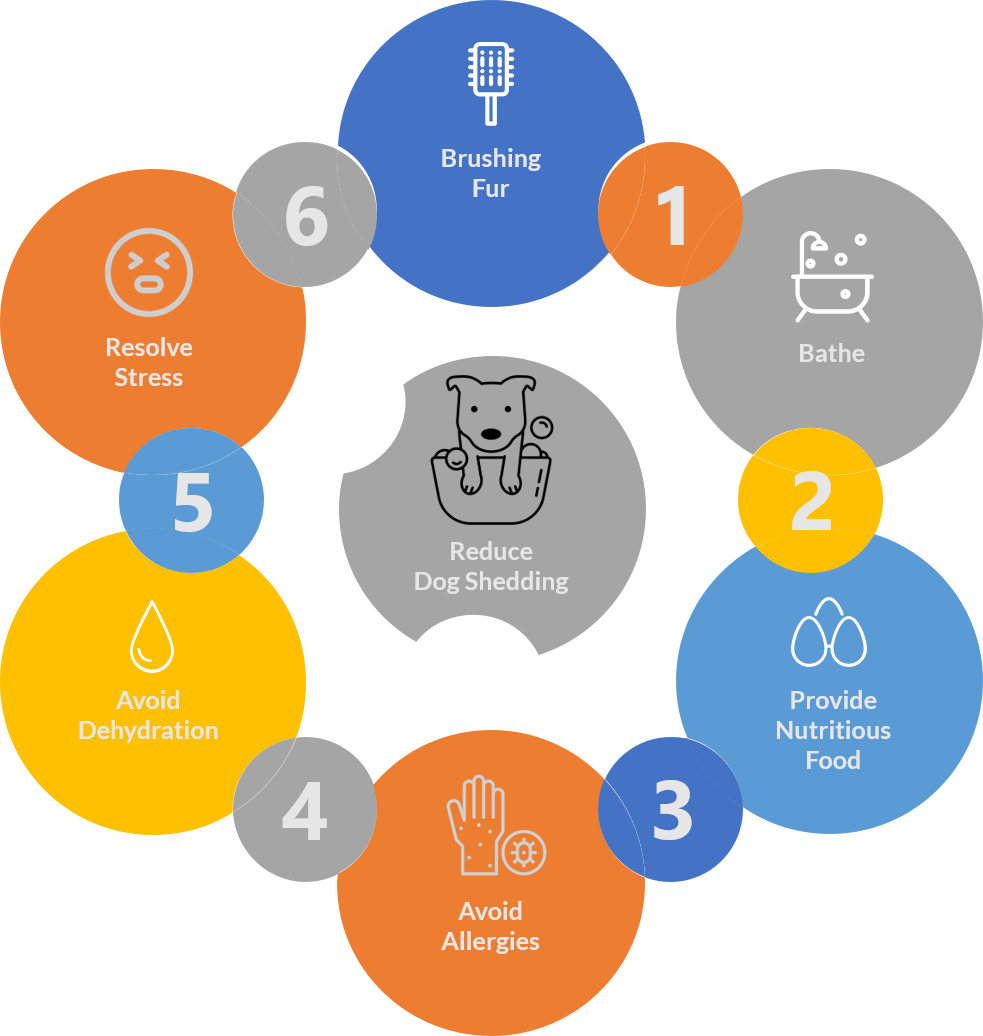 Brushing
Fur
1
Bathe
2
Provide
Nutritious
Food
3
Avoid
Allergies
4
Avoid
Dehydration
5
Resolve
Stress
6
Reduce
Dog Shedding